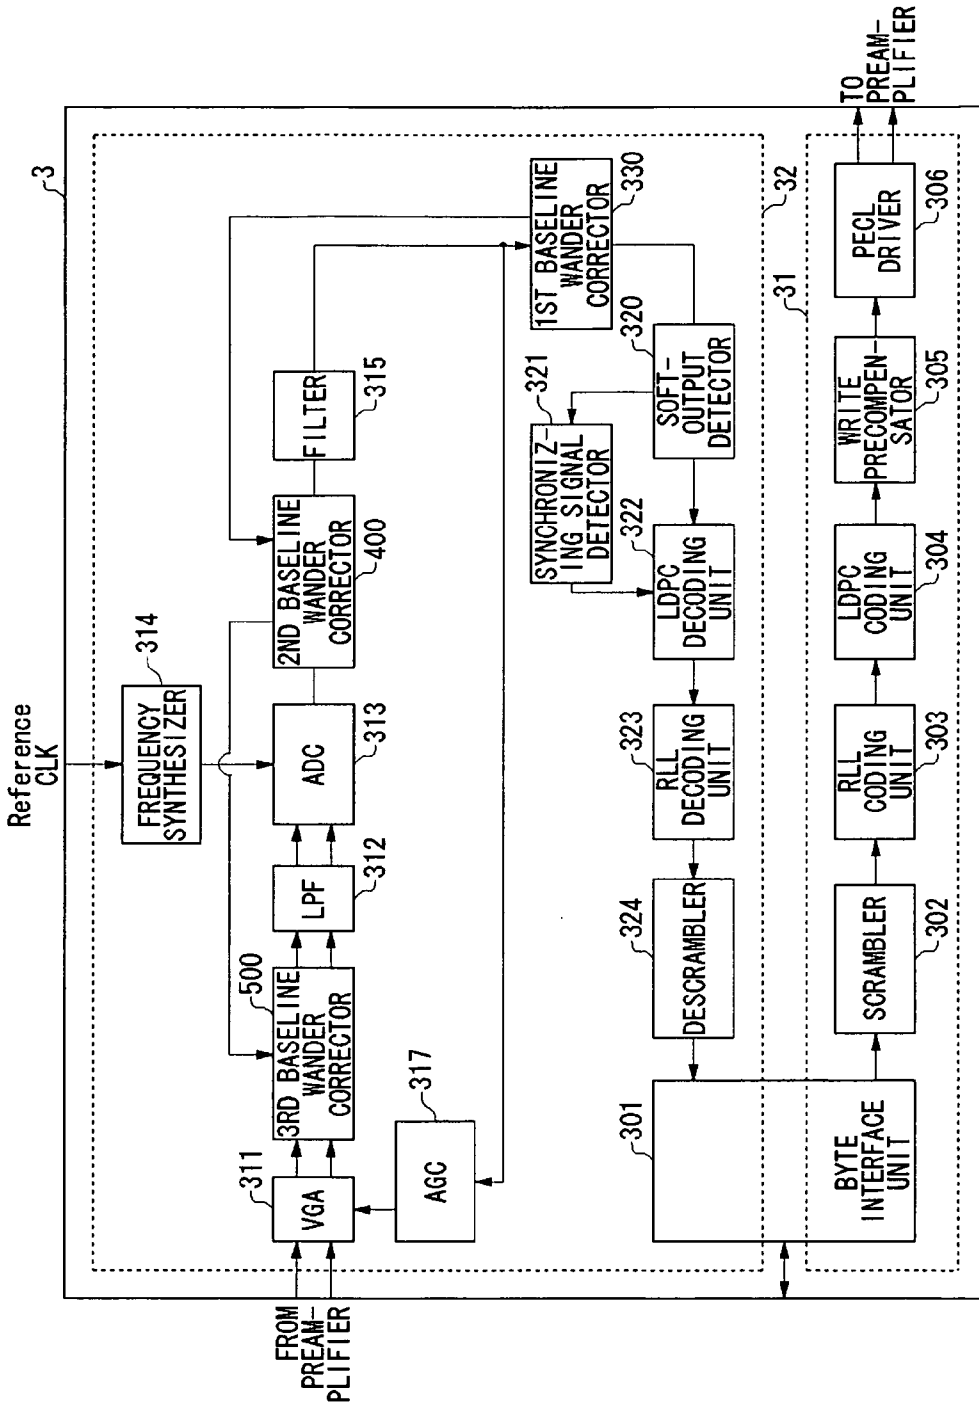 Reference
CLK
3
314
FREQUENCY
SYNTHESIZER
FROM
PREAM-
PLIFIER
311
VGA
500
3RD BASELINE
WANDER
CORRECTOR
LPF
312
ADC
313
2ND BASELINE
WANDER
CORRECTOR
400
FILTER
315
317
AGC
1ST BASELINE
WANDER
CORRECTOR
330
321
SYNCHRONIZ-
ING SIGNAL
DETECTOR
320
SOFT-
OUTPUT
DETECTOR
322
LDPC
DECODING
UNIT
323
RLL
DECODING
UNIT
324
DESCRAMBLER
32
301
BYTE
INTERFACE
UNIT
31
SCRAMBLER
302
RLL
CODING
UNIT
303
LDPC
CODING
UNIT
304
WRITE
PRECOMPEN-
SATOR
305
PECL
DRIVER
306
TO
PREAM-
PLIFIER